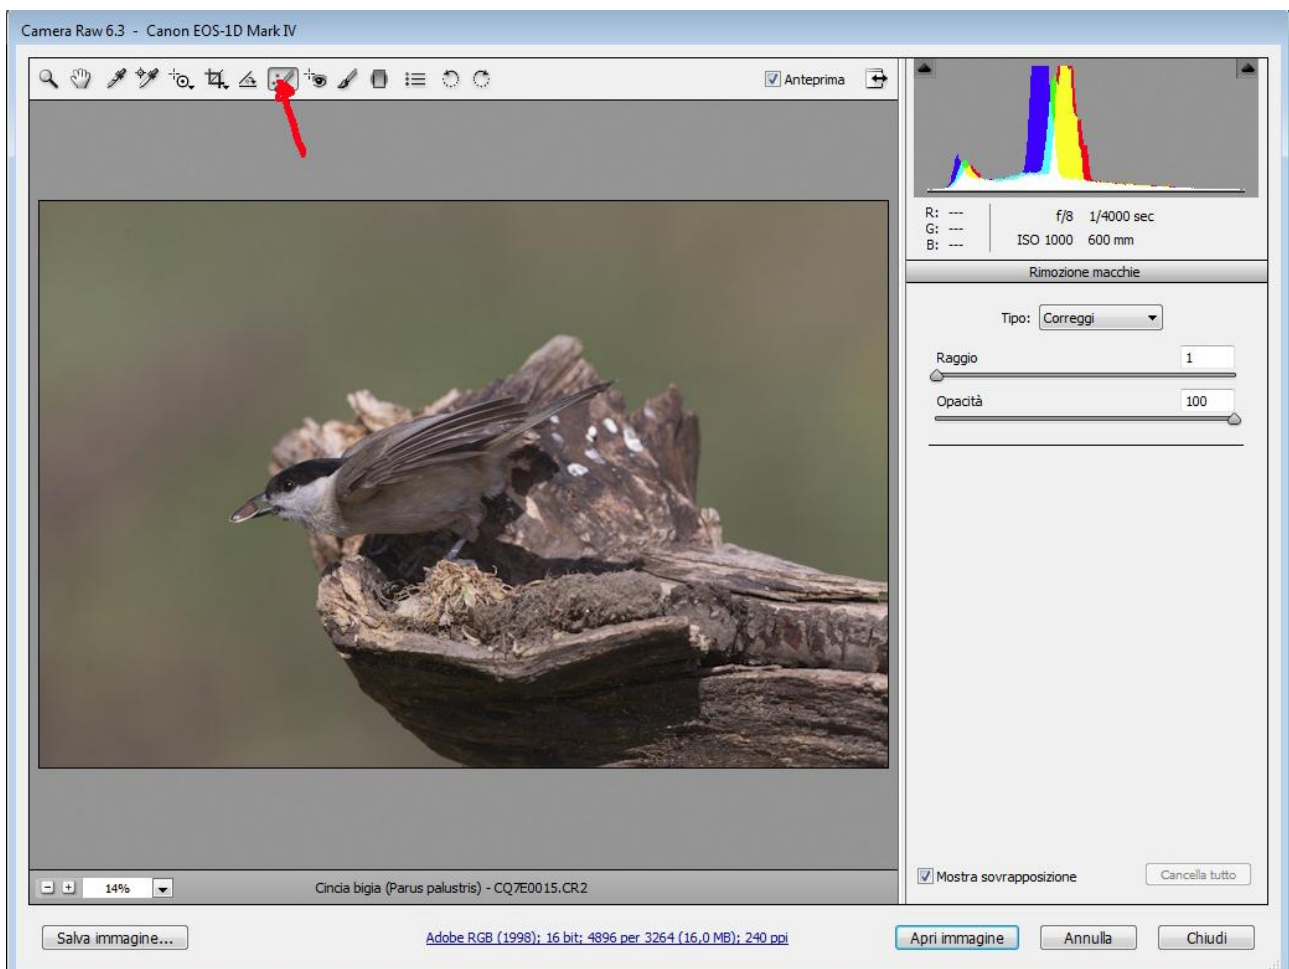 Camera Raw 6.3 - Canon EOS-1D Mark IV
Anteprima
R: ---
G: ---
B: ---
f/8 1/4000 sec
ISO 1000 600 mm
Rimozione macchie
Tipo: Correggi
Raggio 1
Opacità 100
Mostra sovrapposizione
Cancella tutto
14%
Cincia bigia (Parus palustris) - CQ7E0015.CR2
Salva immagine...
Adobe RGB (1998); 16 bit; 4896 per 3264 (16,0 MB); 240 ppi
Apri immagine
Annulla
Chiudi